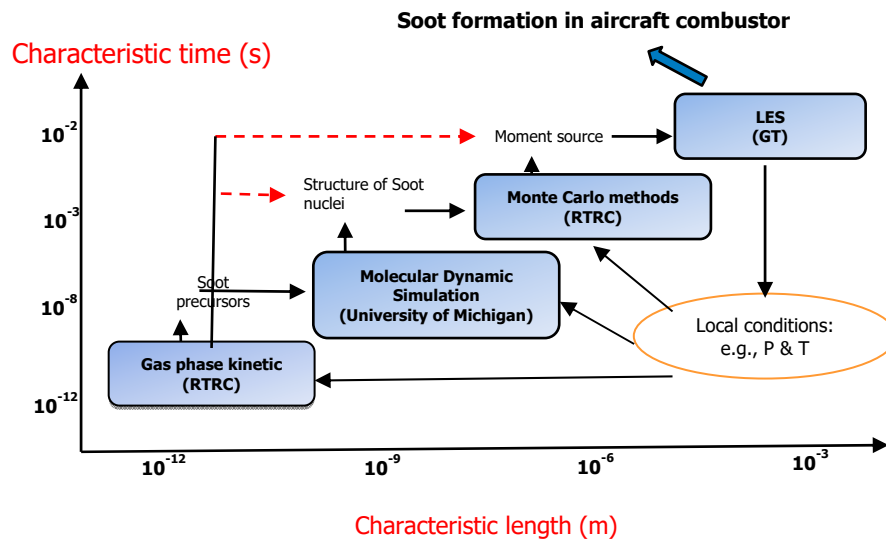 Soot formation in aircraft combustor
Characteristic time (s)
LES
(GT)
10⁻²
Moment source
Structure of Soot
nuclei
Monte Carlo methods
(RTRC)
10⁻³
Soot
precursors
Molecular Dynamic
Simulation
(University of Michigan)
10⁻⁸
Local conditions:
e.g., P & T
Gas phase kinetic
(RTRC)
10⁻¹²
10⁻¹²
10⁻⁹
10⁻⁶
10⁻³
Characteristic length (m)